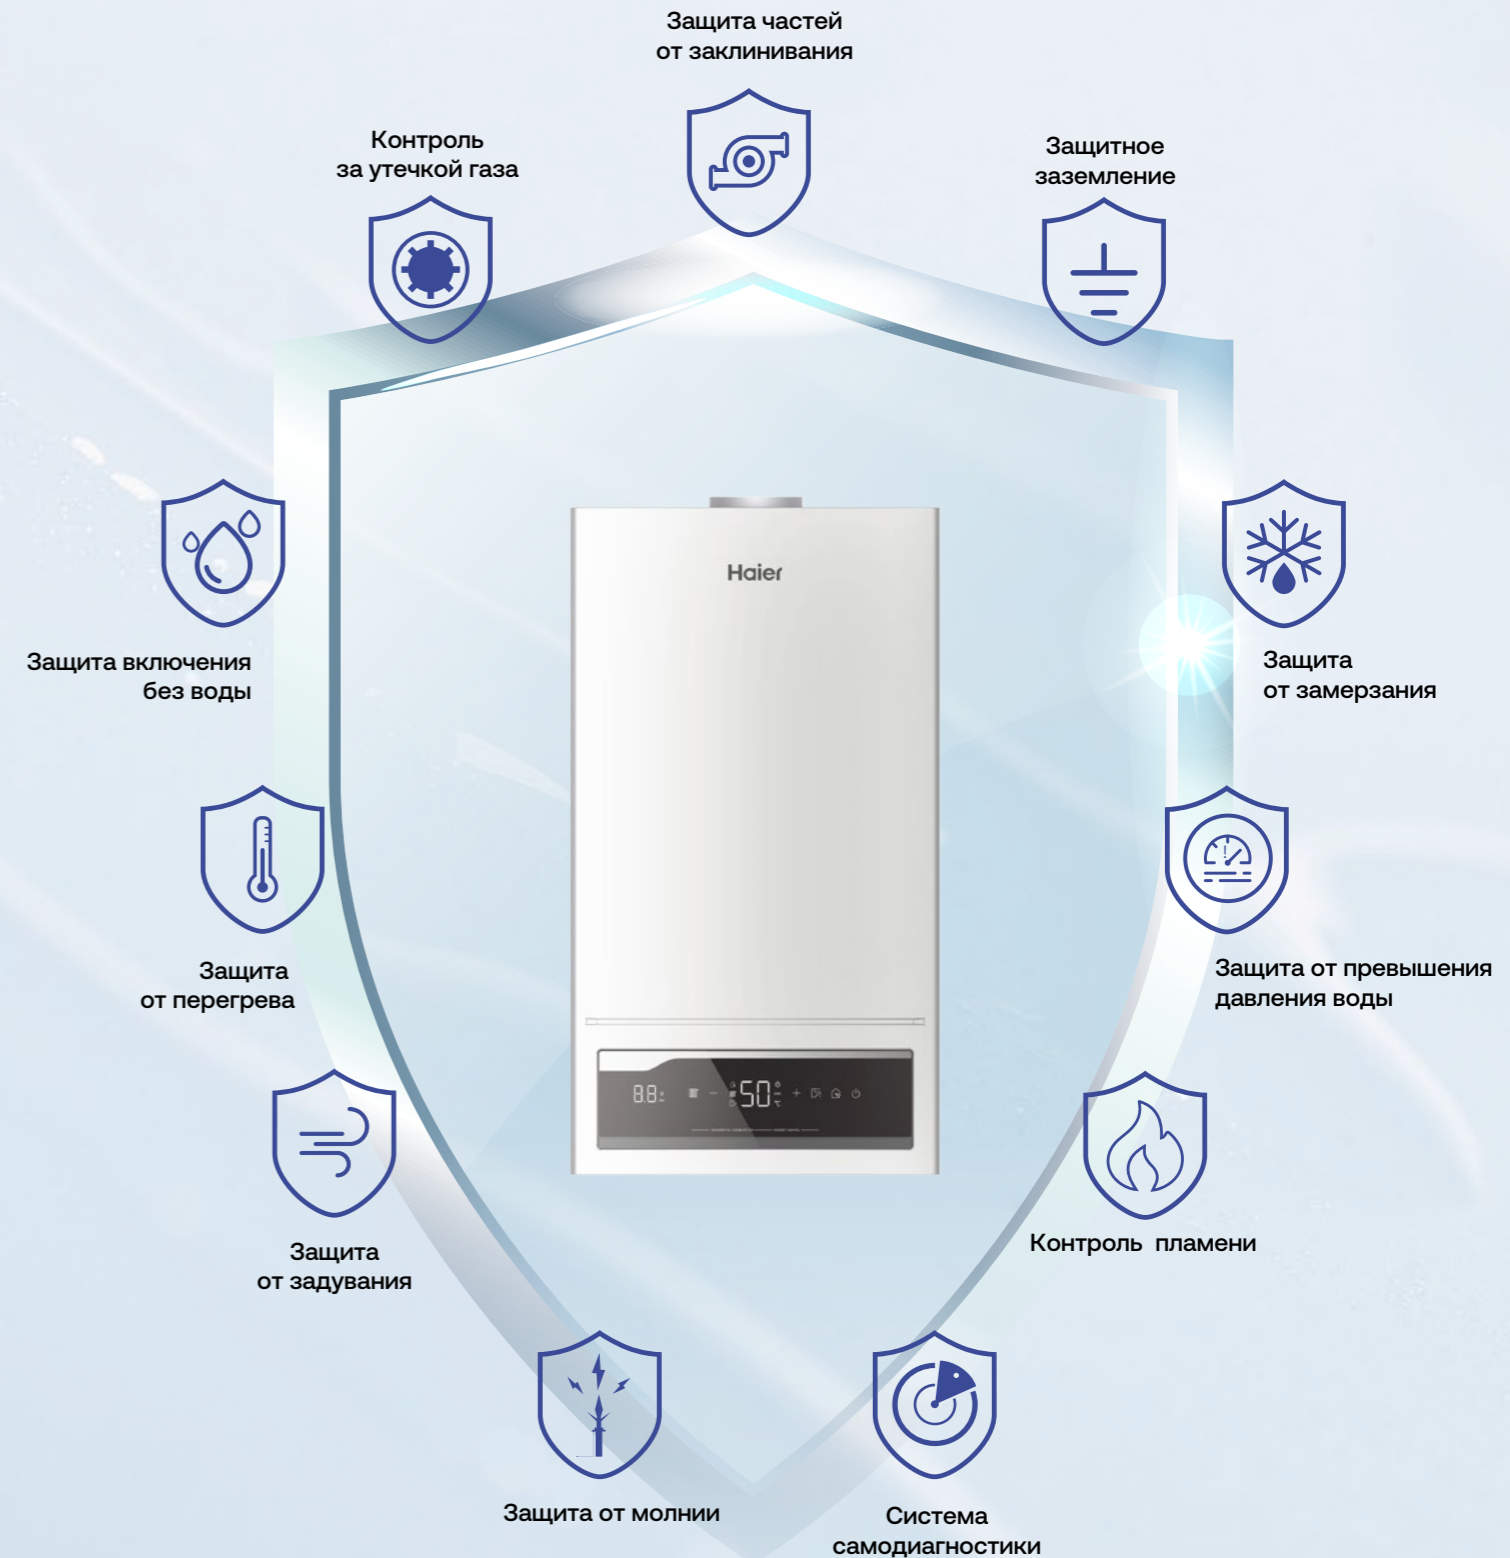 Защита частей
от заклинивания
Контроль
за утечкой газа
Защитное
заземление
Haier
Защита включения
без воды
Защита
от замерзания
Защита
от перегрева
Защита от превышения
давления воды
88
50
Защита
от задувания
Контроль пламени
Защита от молнии
Система
самодиагностики